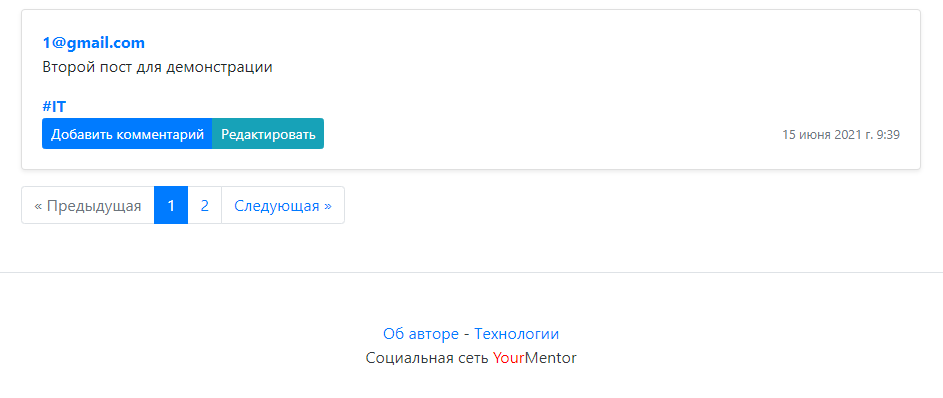 1@gmail.com
Второй пост для демонстрации
#IT
Добавить комментарий Редактировать 15 июня 2021 г. 9:39
« Предыдущая 1 2 Следующая »
Об авторе - Технологии
Социальная сеть YourMentor